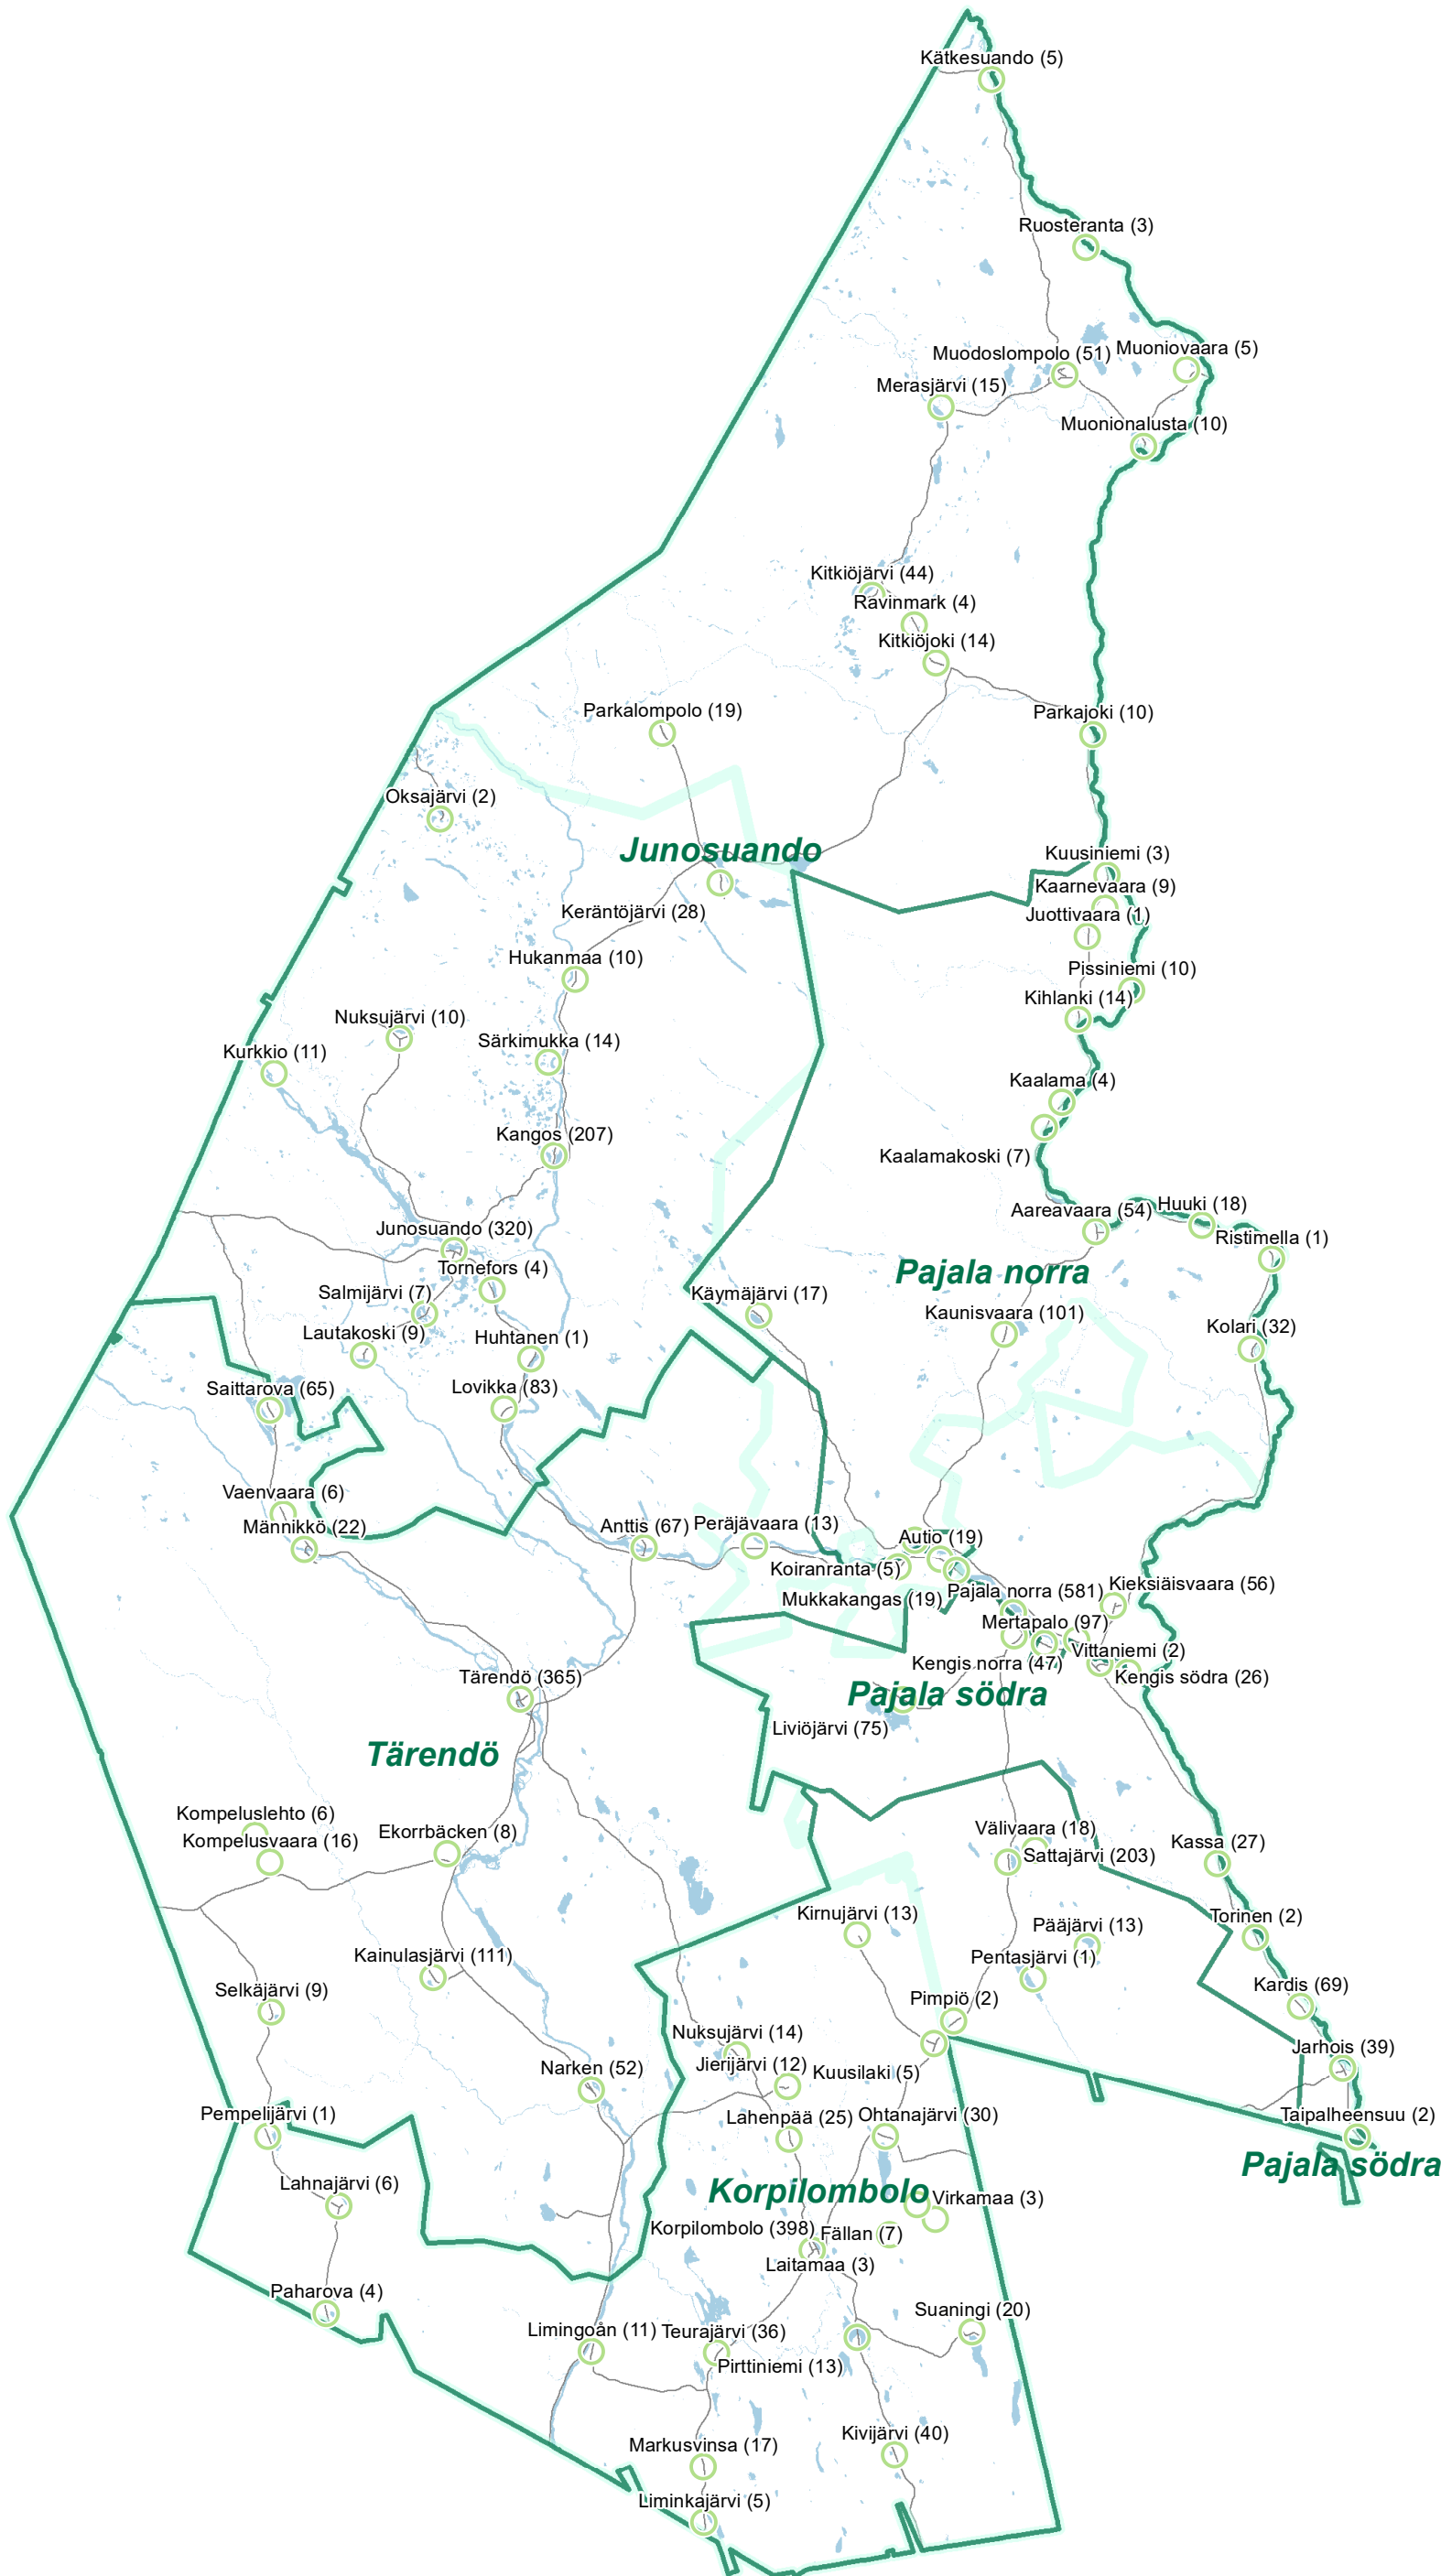 Kätkesuando (5)
Ruosteranta (3)
Muodoslompolo (51)
Muoniovaara (5)
Merasjärvi (15)
Muonionalusta (10)
Kitkiöjärvi (44)
Ravinmark (4)
Kitkiöjoki (14)
Parkalompolo (19)
Parkajoki (10)
Oksajärvi (2)
Junosuando
Kuusiniemi (3)
Kaarnevaara (9)
Keräntöjärvi (28)
Juottivaara (1)
Hukanmaa (10)
Pissiniemi (10)
Kihlanki (14)
Nuksujärvi (10)
Särkimukka (14)
Kurkkio (11)
Kaalama (4)
Kangos (207)
Kaalamakoski (7)
Aareavaara (54)
Huuki (18)
Junosuando (320)
Ristimella (1)
Tornefors (4)
Pajala norra
Salmijärvi (7)
Käymäjärvi (17)
Kaunisvaara (101)
Kolari (32)
Lautakoski (9)
Huhtanen (1)
Saittarova (65)
Lovikka (83)
Vaenvaara (6)
Männikkö (22)
Anttis (67)
Peräjävaara (13)
Autio (19)
Koiranranta (5)
Mukkakangas (19)
Pajala norra (581)
Kieksiäisvaara (56)
Mertapalo (97)
Vittaniemi (2)
Kengis norra (47)
Kengis södra (26)
Tärendö (365)
Pajala södra
Liviöjärvi (75)
Tärendö
Kompeluslehto (6)
Kompelusvaara (16)
Ekorrbäcken (8)
Välivaara (18)
Kassa (27)
Sattajärvi (203)
Kirnujärvi (13)
Torinen (2)
Pääjärvi (13)
Kainulasjärvi (111)
Pentasjärvi (1)
Selkäjärvi (9)
Kardis (69)
Pimpiö (2)
Nuksujärvi (14)
Jarhois (39)
Jierijärvi (12)
Kuusilaki (5)
Narken (52)
Pempelijärvi (1)
Lahenpää (25)
Ohtanajärvi (30)
Taipalheensuu (2)
Pajala södra
Lahnajärvi (6)
Korpilombolo
Virkamaa (3)
Korpilombolo (398)
Fällan (7)
Laitamaa (3)
Paharova (4)
Suaningi (20)
Limingoån (11)
Teurajärvi (36)
Pirttiniemi (13)
Kivijärvi (40)
Markusvinsa (17)
Liminkajärvi (5)